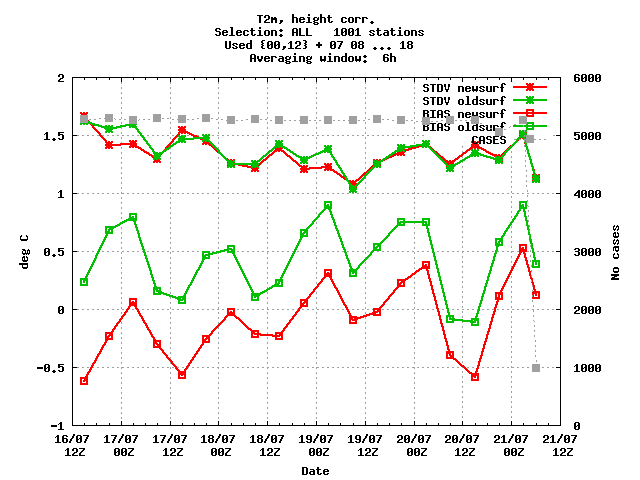 T2m, height corr.
Selection: ALL 1001 stations
Used {00,12} + 07 08 ... 18
Averaging window: 6h
2
1.5
1
0.5
0
-0.5
-1
deg C
6000
5000
4000
3000
2000
1000
0
No cases
STDV newsurf
STDV oldsurf
BIAS newsurf
BIAS oldsurf
CASES
16/07 17/07 17/07 18/07 18/07 19/07 19/07 20/07 20/07 21/07 21/07
12Z 00Z 12Z 00Z 12Z 00Z 12Z 00Z 12Z 00Z 12Z
Date